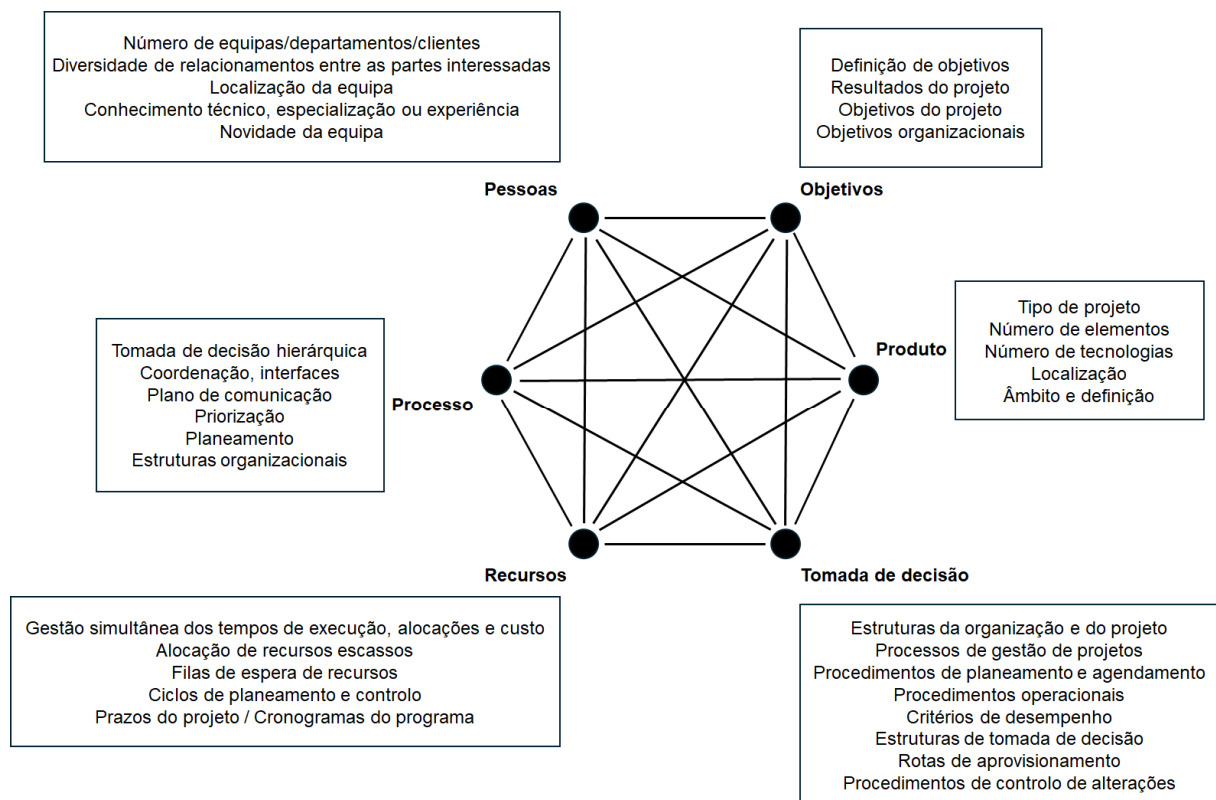 Número de equipas/departamentos/clientes
Diversidade de relacionamentos entre as partes interessadas
Localização da equipa
Conhecimento técnico, especialização ou experiência
Novidade da equipa
Definição de objetivos
Resultados do projeto
Objetivos do projeto
Objetivos organizacionais
Pessoas
Objetivos
Tomada de decisão hierárquica
Coordenação, interfaces
Plano de comunicação
Priorização
Planeamento
Estruturas organizacionais
Processo
Produto
Tipo de projeto
Número de elementos
Número de tecnologias
Localização
Âmbito e definição
Recursos
Tomada de decisão
Gestão simultânea dos tempos de execução, alocações e custo
Alocação de recursos escassos
Filas de espera de recursos
Ciclos de planeamento e controlo
Prazos do projeto / Cronogramas do programa
Estruturas da organização e do projeto
Processos de gestão de projetos
Procedimentos de planeamento e agendamento
Procedimentos operacionais
Critérios de desempenho
Estruturas de tomada de decisão
Rotas de aprovisionamento
Procedimentos de controlo de alterações